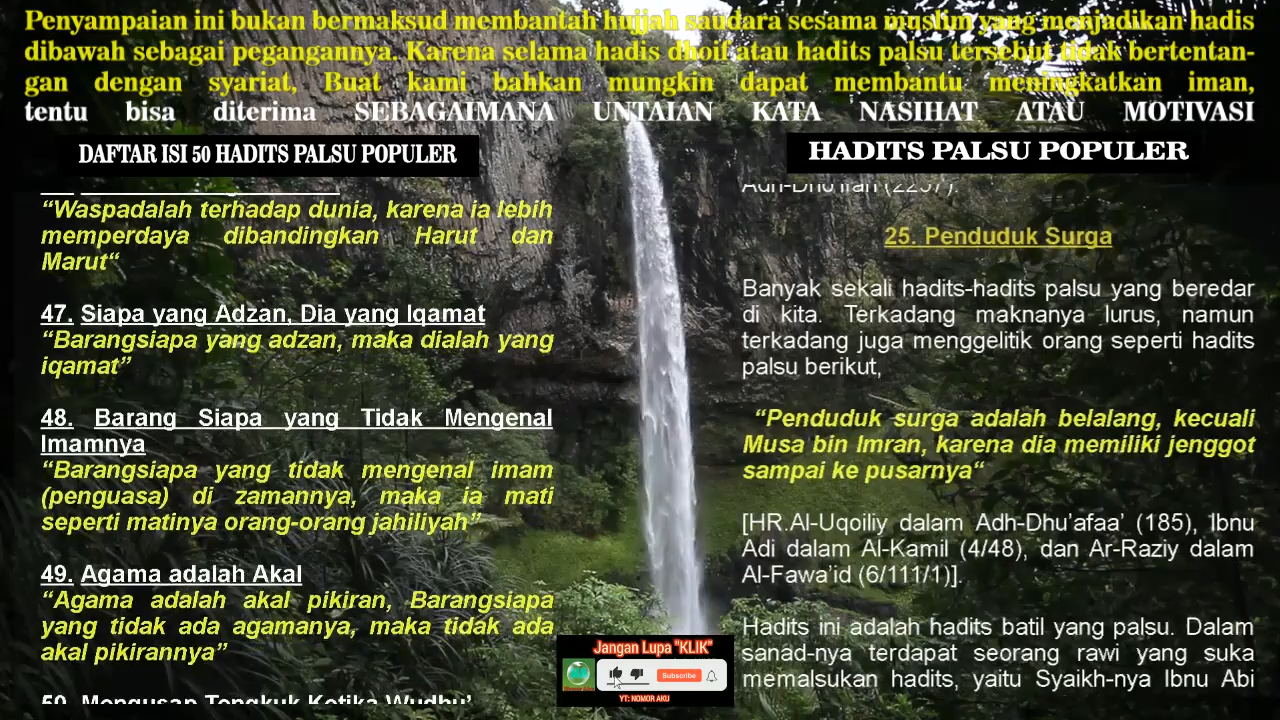 Penyampaian ini bukan bermaksud membantah hujjah saudara sesama muslim yang menjadikan hadis
dibawah sebagai pegangannya. Karena selama hadis dhoif atau hadits palsu tersebut tidak bertentan-
gan dengan syariat, Buat kami bahkan mungkin dapat membantu meningkatkan iman,
tentu bisa diterima SEBAGAIMANA UNTAIAN KATA NASIHAT ATAU MOTIVASI
DAFTAR ISI 50 HADITS PALSU POPULER
“Waspadalah terhadap dunia, karena ia lebih
memperdaya dibandingkan Harut dan
Marut“
47. Siapa yang Adzan, Dia yang Iqamat
“Barangsiapa yang adzan, maka dialah yang
iqamat”
48. Barang Siapa yang Tidak Mengenal
Imamnya
“Barangsiapa yang tidak mengenal imam
(penguasa) di zamannya, maka ia mati
seperti matinya orang-orang jahiliyah”
49. Agama adalah Akal
“Agama adalah akal pikiran, Barangsiapa
yang tidak ada agamanya, maka tidak ada
akal pikirannya”
50. Mengusap Tengkuk Ketika Wudhu’
HADITS PALSU POPULER
Adh-Dho'ifah (2257).
25. Penduduk Surga
Banyak sekali hadits-hadits palsu yang beredar
di kita. Terkadang maknanya lurus, namun
terkadang juga menggelitik orang seperti hadits
palsu berikut,
“Penduduk surga adalah belalang, kecuali
Musa bin Imran, karena dia memiliki jenggot
sampai ke pusarnya“
[HR.Al-Uqoiliy dalam Adh-Dhu’afaa’ (185), Ibnu
Adi dalam Al-Kamil (4/48), dan Ar-Raziy dalam
Al-Fawa’id (6/111/1)].
Hadits ini adalah hadits batil yang palsu. Dalam
sanad-nya terdapat seorang rawi yang suka
memalsukan hadits, yaitu Syaikh-nya Ibnu Abi
Jangan Lupa "KLIK"
Subscribe
YT: NOMOR AKU